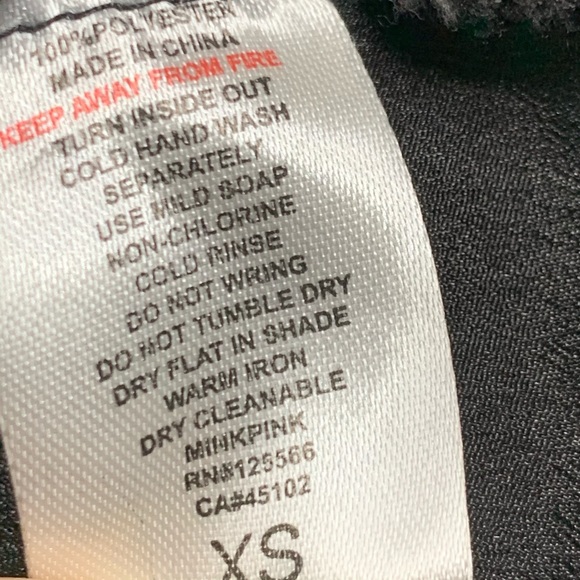 100%POLYESTER
MADE IN CHINA
KEEP AWAY FROM FIRE
TURN INSIDE OUT
COLD HAND WASH
SEPARATELY
USE MILD SOAP
NON-CHLORINE
COLD RINSE
DO NOT WRING
DO NOT TUMBLE DRY
DRY FLAT IN SHADE
WARM IRON
DRY CLEANABLE
MINKPINK
RN#125566
CA#45102
XS